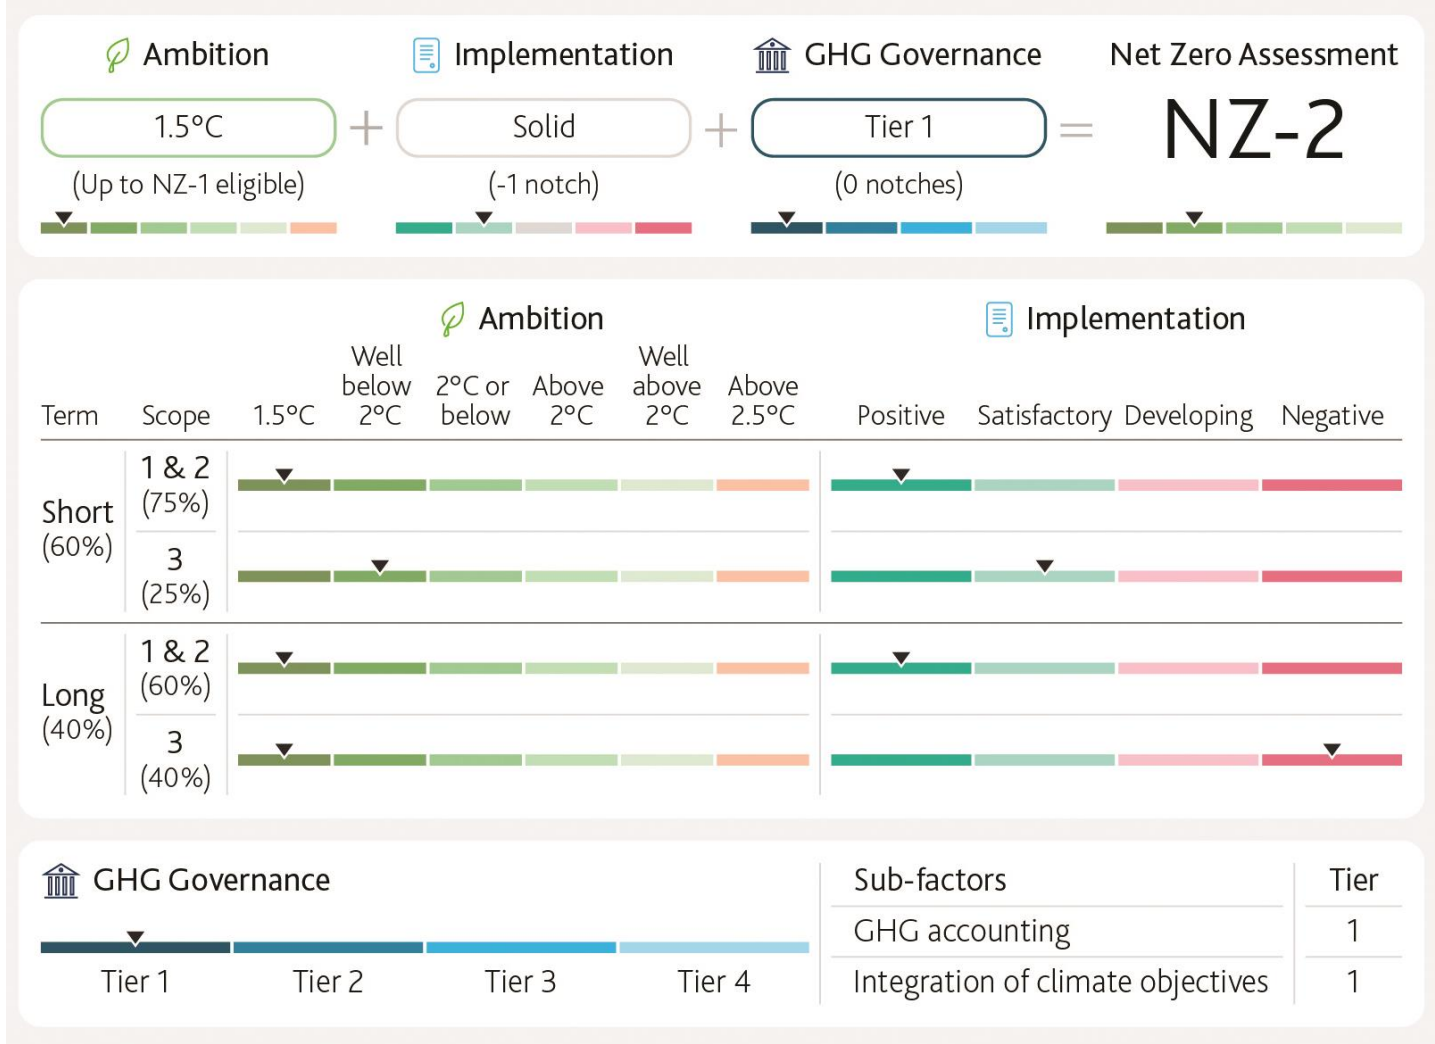 Ambition
Implementation
GHG Governance
Net Zero Assessment
1.5°C
+
Solid
+
Tier 1
=
NZ-2
(Up to NZ-1 eligible)
(-1 notch)
(0 notches)
Ambition
Implementation
Term
Scope
1.5°C
Well
below
2°C
2°C or
below
Above
2°C
Well
above
2°C
Above
2.5°C
Positive
Satisfactory
Developing
Negative
Short
(60%)
1 & 2
(75%)
3
(25%)
Long
(40%)
1 & 2
(60%)
3
(40%)
GHG Governance
Tier 1
Tier 2
Tier 3
Tier 4
Sub-factors
Tier
GHG accounting
1
Integration of climate objectives
1